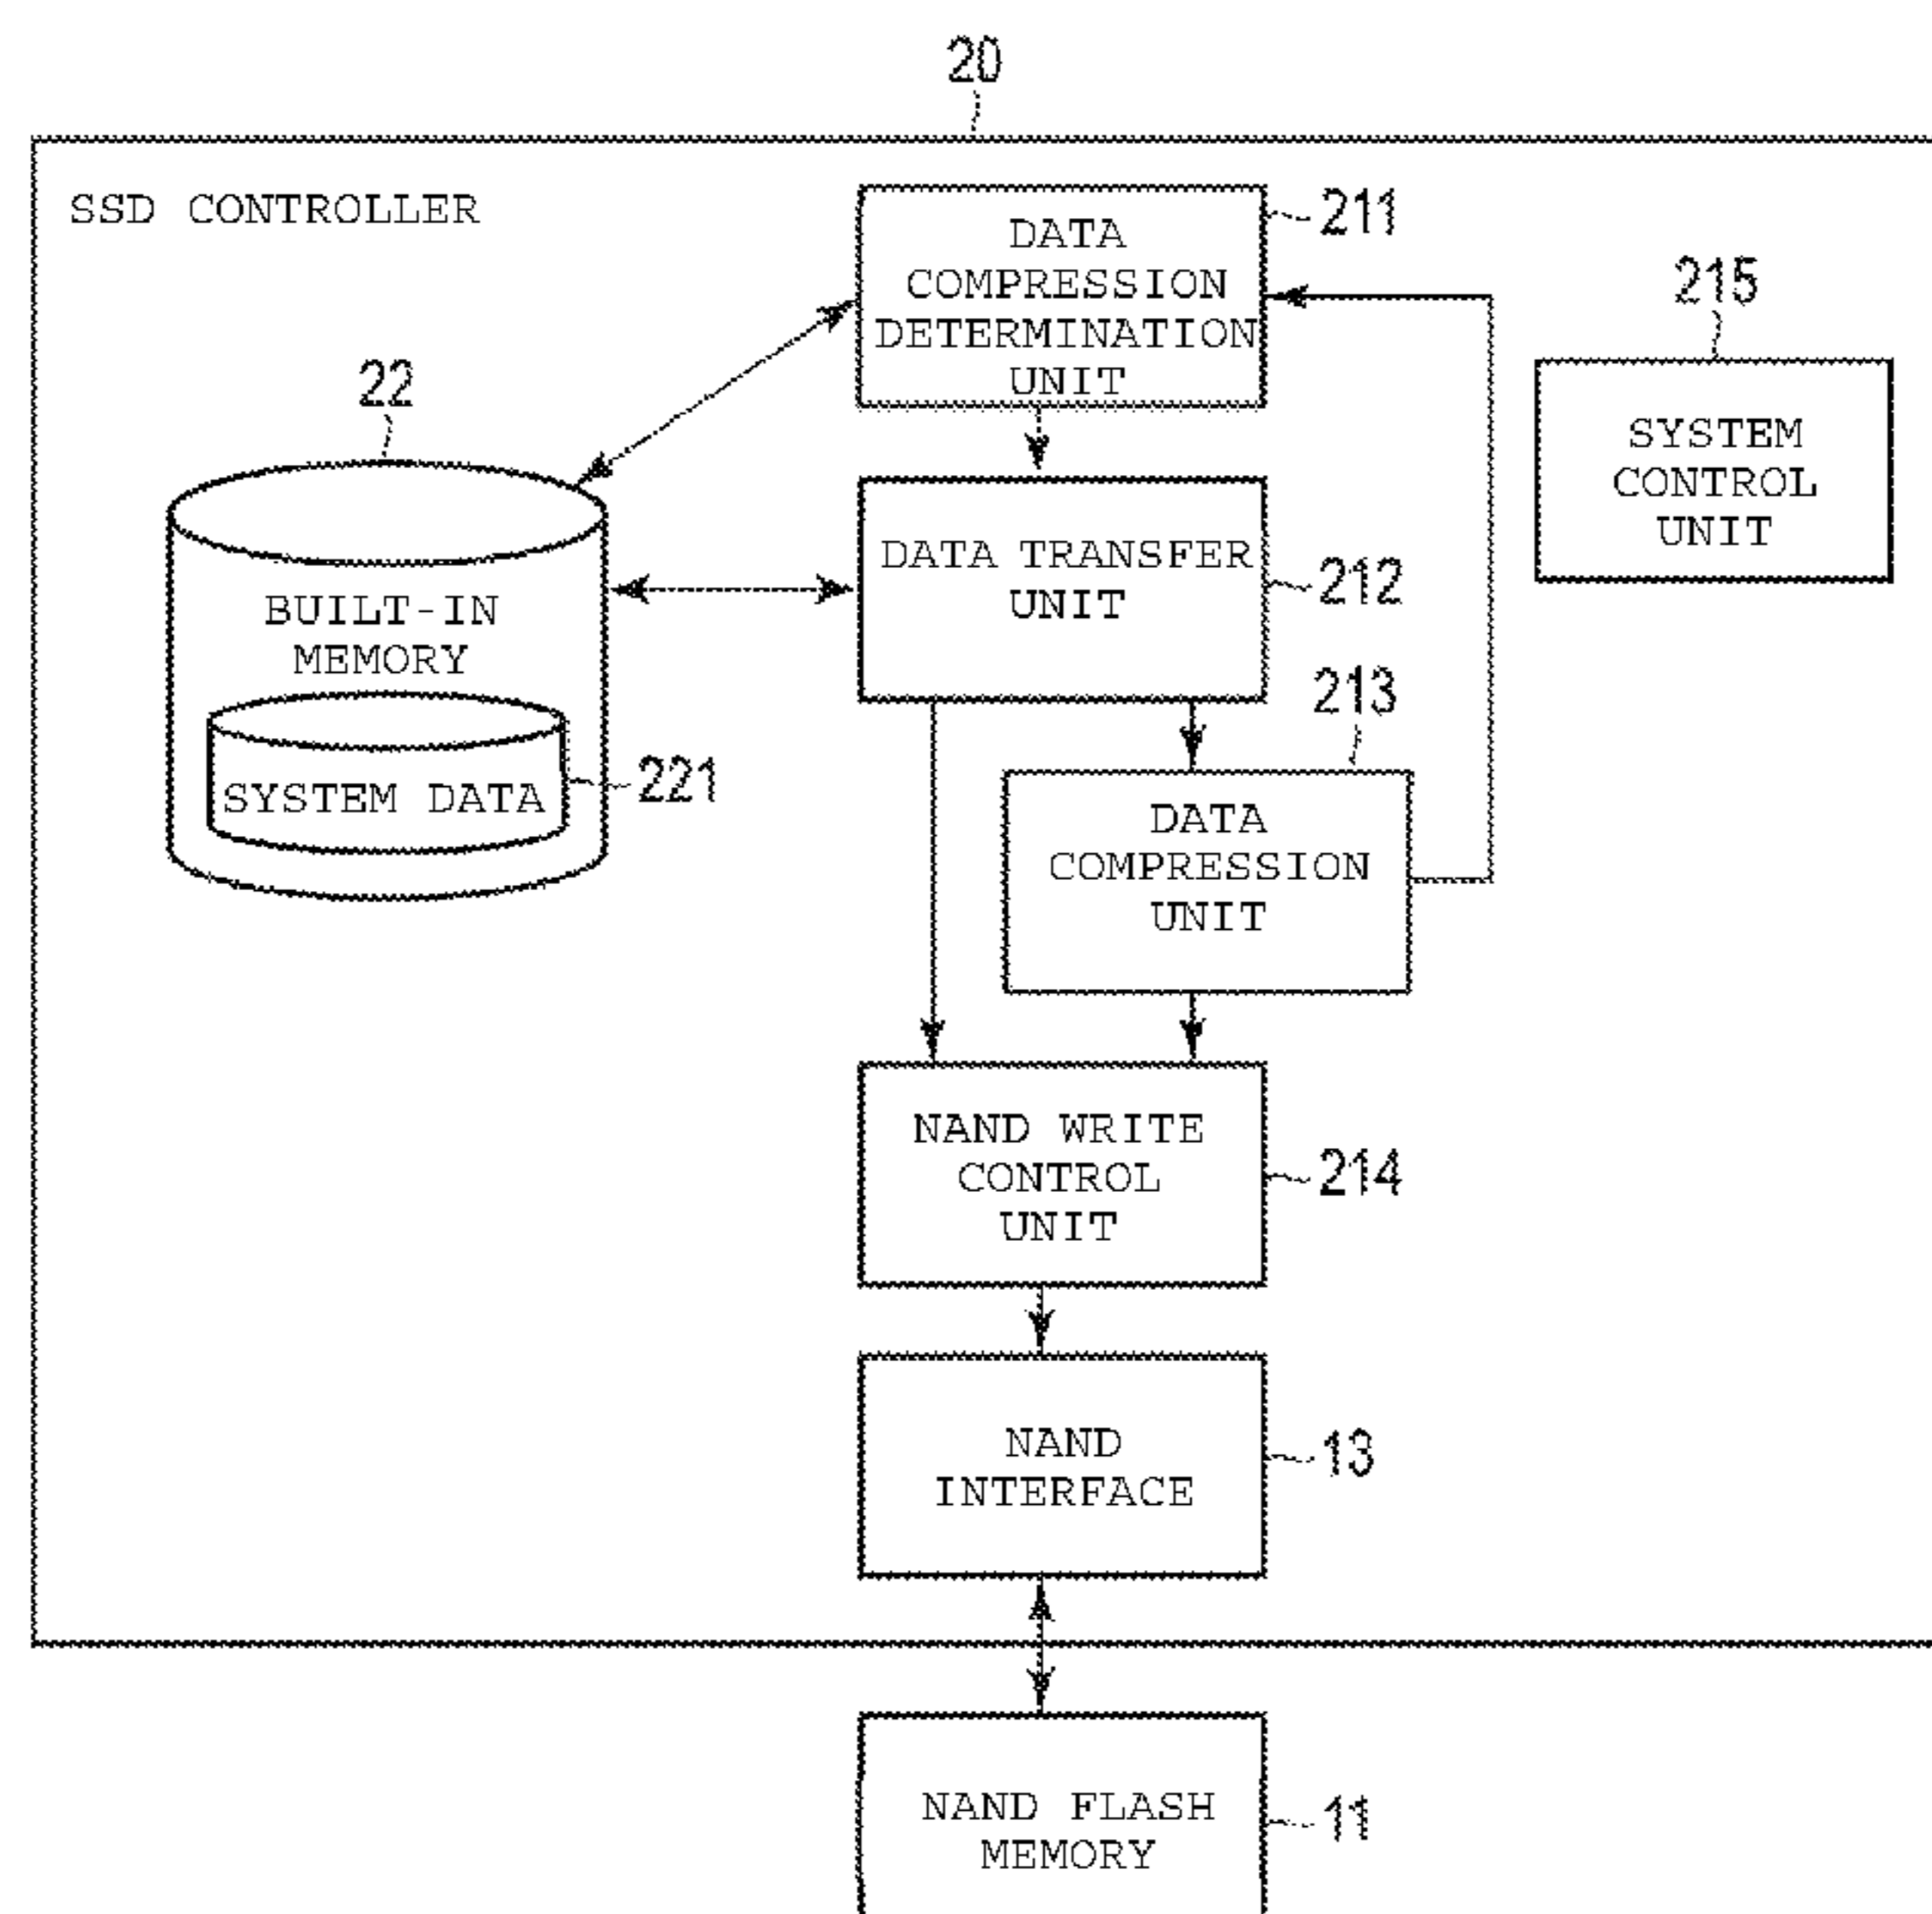 20
SSD CONTROLLER
DATA
COMPRESSION
DETERMINATION
UNIT
211
215
SYSTEM
CONTROL
UNIT
22
BUILT-IN
MEMORY
SYSTEM DATA
221
DATA TRANSFER
UNIT
212
213
DATA
COMPRESSION
UNIT
NAND WRITE
CONTROL
UNIT
214
NAND
INTERFACE
13
NAND FLASH
MEMORY
11